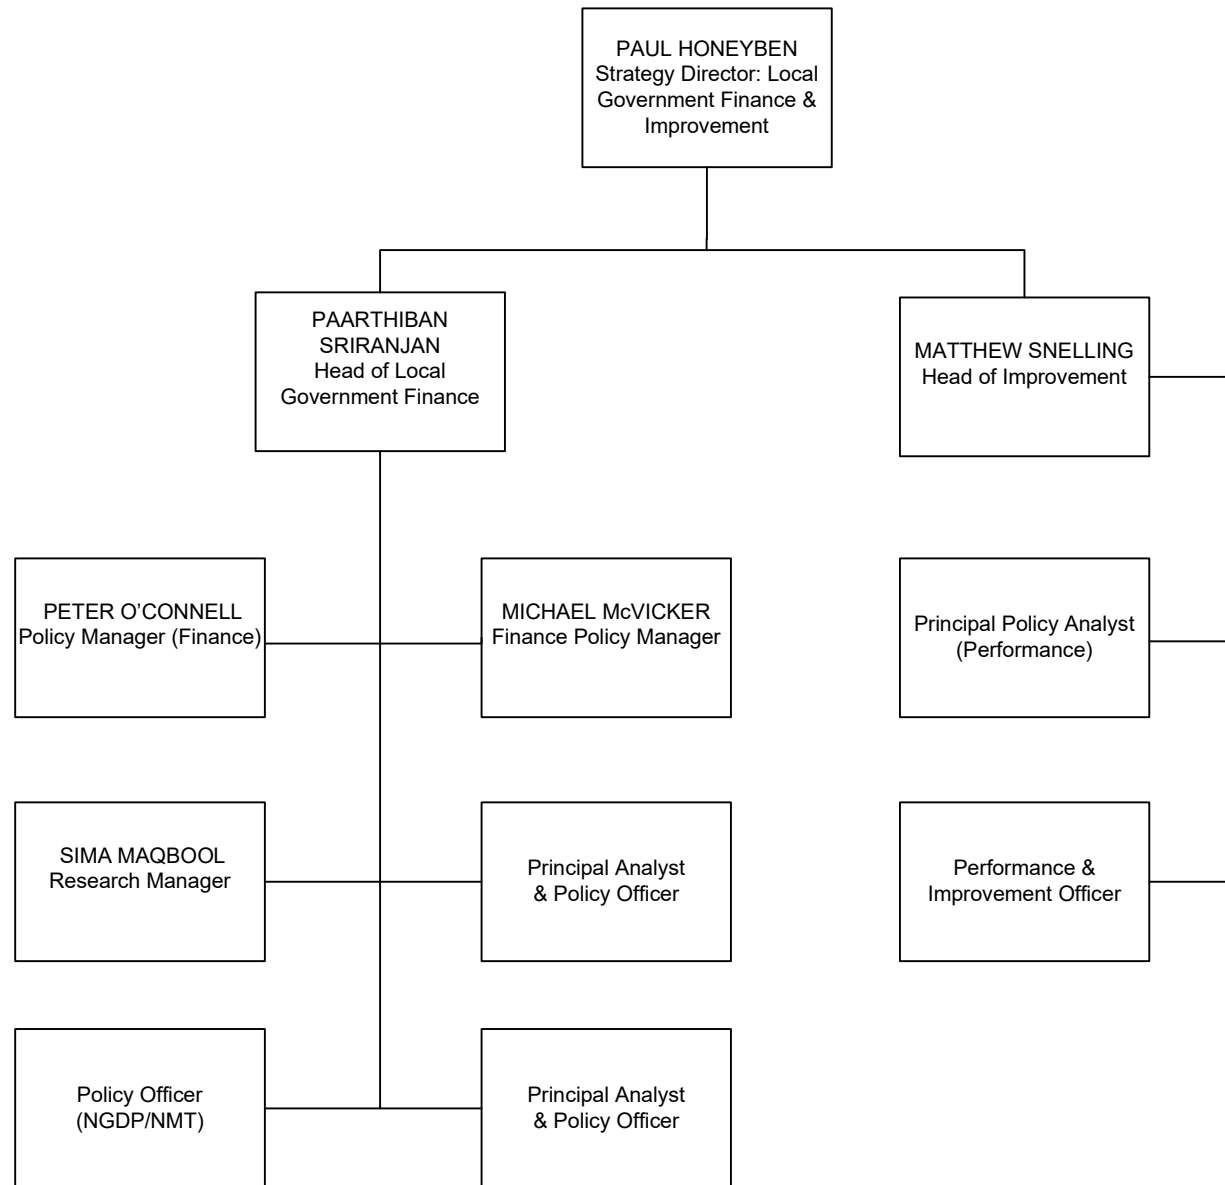 PAUL HONEYBEN
Strategy Director: Local
Government Finance &
Improvement
PAARTHIBAN
SRIRANJAN
Head of Local
Government Finance
MATTHEW SNELLING
Head of Improvement
PETER O’CONNELL
Policy Manager (Finance)
MICHAEL McVICKER
Finance Policy Manager
Principal Policy Analyst
(Performance)
SIMA MAQBOOL
Research Manager
Principal Analyst
& Policy Officer
Performance &
Improvement Officer
Policy Officer
(NGDP/NMT)
Principal Analyst
& Policy Officer